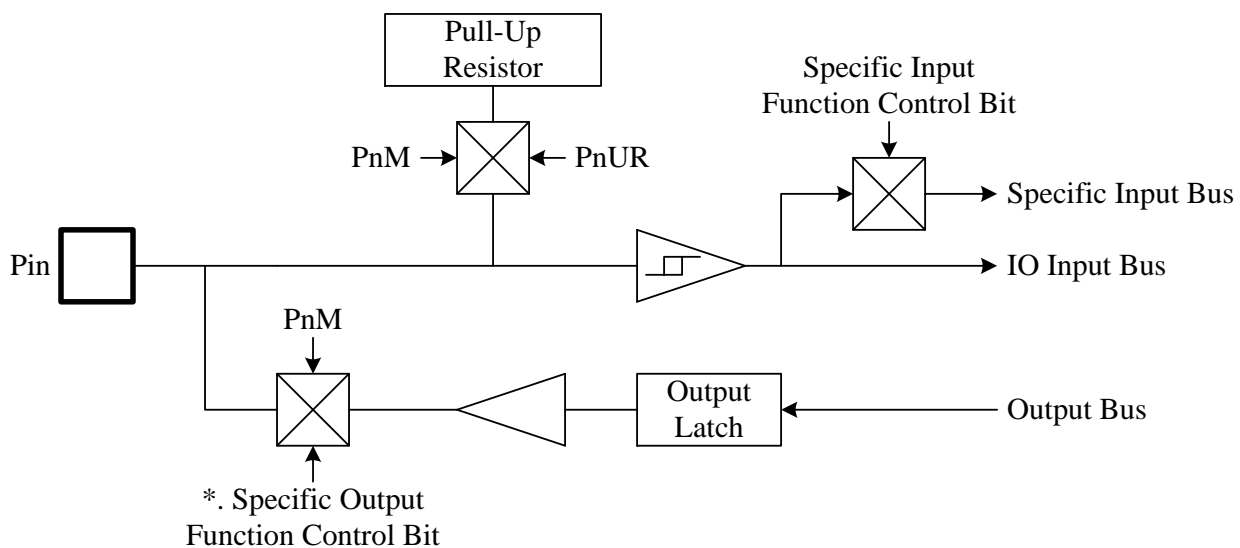 Pull-Up
Resistor
Specific Input
Function Control Bit
PnM
PnUR
Specific Input Bus
Pin
IO Input Bus
PnM
Output
Latch
Output Bus
*. Specific Output
Function Control Bit